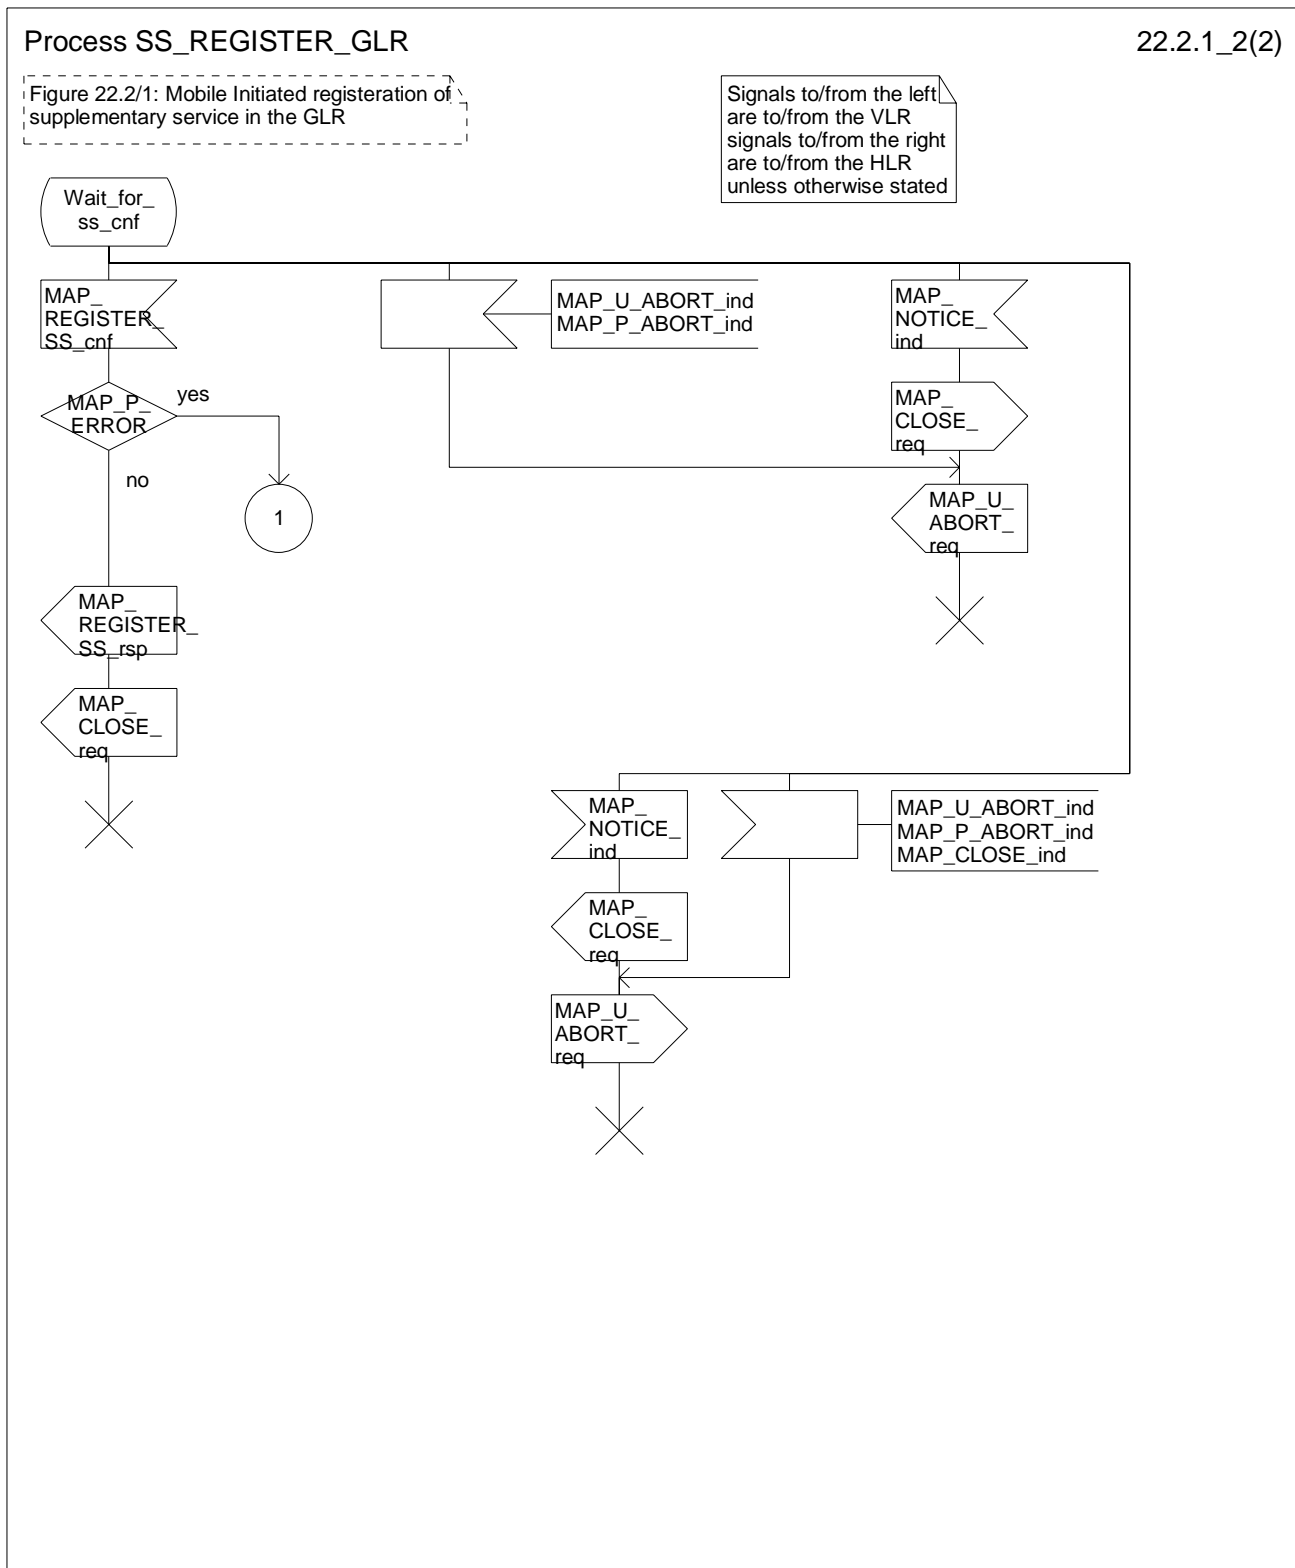 Process SS_REGISTER_GLR
22.2.1_2(2)
Figure 22.2/1: Mobile Initiated registeration of
supplementary service in the GLR
Signals to/from the left
are to/from the VLR
signals to/from the right
are to/from the HLR
unless otherwise stated
Wait_for_
ss_cnf
MAP_
REGISTER_
SS_cnf
MAP_U_ABORT_ind
MAP_P_ABORT_ind
MAP_
NOTICE_
ind
MAP_P_
ERROR
yes
no
1
MAP_
CLOSE_
req
MAP_U_
ABORT_
req
MAP_
REGISTER_
SS_rsp
MAP_
CLOSE_
req
MAP_
NOTICE_
ind
MAP_U_ABORT_ind
MAP_P_ABORT_ind
MAP_CLOSE_ind
MAP_
CLOSE_
req
MAP_U_
ABORT_
req